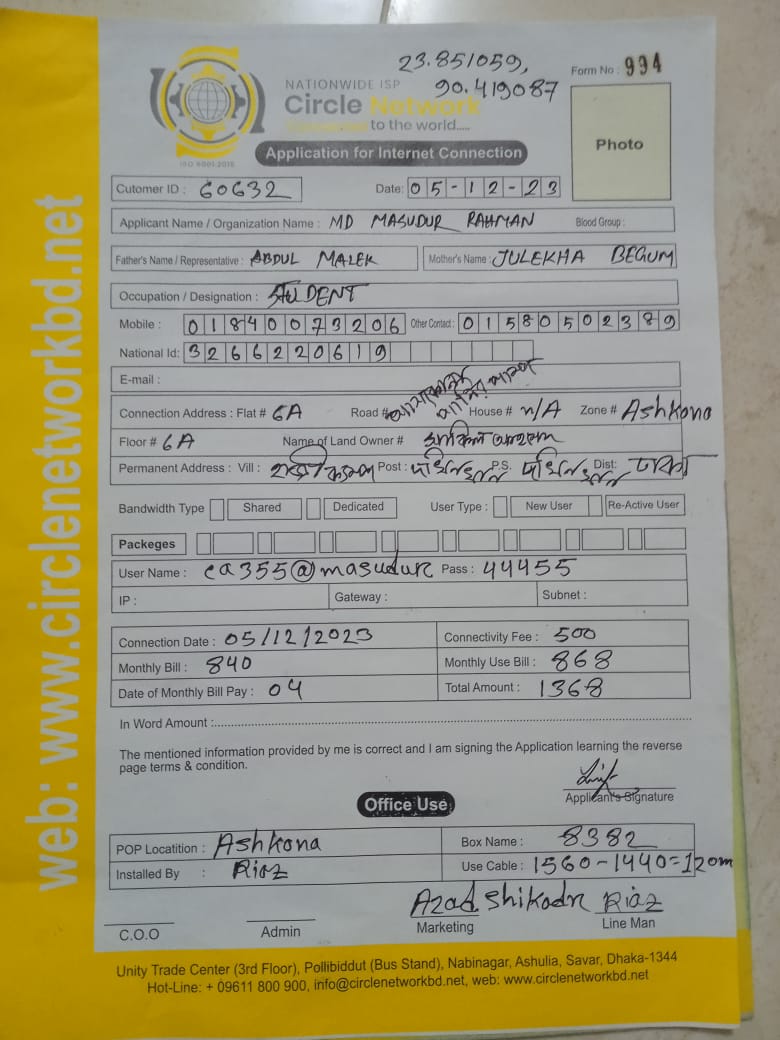 23.851059,
90.419087
Form No : 994
NATIONWIDE ISP
Circle Network
to the world.....
ISO 9001:2015
Photo
Application for Internet Connection
Cutomer ID : 60632 Date: 05-12-23
Applicant Name / Organization Name : MD MASUDUR RAHMAN Blood Group :
Father's Name / Representative : ABDUL MALEK Mother's Name : JULEKHA BEGUM
Occupation / Designation : STUDENT
Mobile : 01840073206 Other Contact : 01580502389
National Id: 3266220619
E-mail :
Connection Address : Flat # 6A Road # House # n/A Zone # Ashkona
Floor # 6A Name of Land Owner #
Permanent Address : Vill : Post : P.S. Dist: ঢাকা
Bandwidth Type Shared Dedicated User Type : New User Re-Active User
Packeges
User Name : ca355@masudur Pass : 44455
IP : Gateway : Subnet :
Connection Date : 05/12/2023 Connectivity Fee : 500
Monthly Bill : 840 Monthly Use Bill : 868
Date of Monthly Bill Pay : 04 Total Amount : 1368
In Word Amount :
The mentioned information provided by me is correct and I am signing the Application learning the reverse
page terms & condition.
Applicant's Signature
Office Use
POP Locatition : Ashkona Box Name : 8382
Installed By : Riaz Use Cable : 1560-1440=120m
Azad Shikodr Riaz
C.O.O Admin Marketing Line Man
Unity Trade Center (3rd Floor), Pollibiddut (Bus Stand), Nabinagar, Ashulia, Savar, Dhaka-1344
Hot-Line: + 09611 800 900, info@circlenetworkbd.net, web: www.circlenetworkbd.net
web: www.circlenetworkbd.net